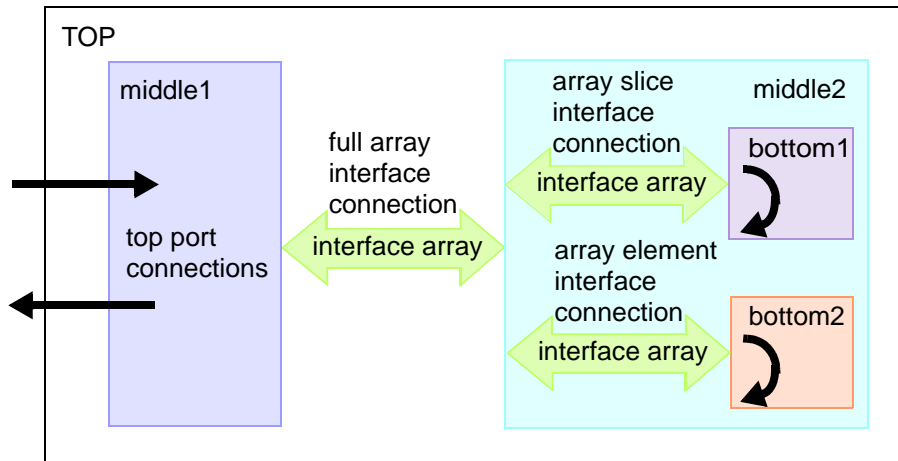 TOP
middle1
top port
connections
full array
interface
connection
interface array
middle2
array slice
interface
connection
interface array
bottom1
array element
interface
connection
interface array
bottom2